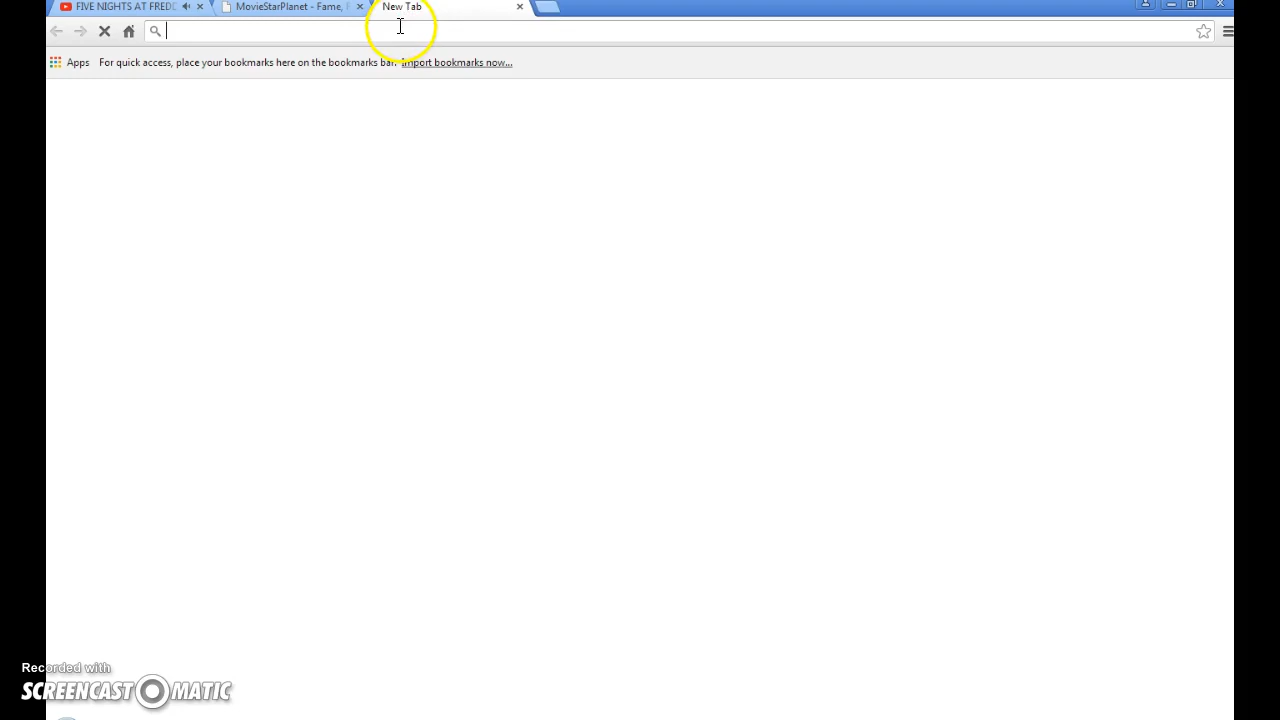 FIVE NIGHTS AT FREDD
MovieStarPlanet - Fame,
New Tab
Apps For quick access, place your bookmarks here on the bookmarks bar. Import bookmarks now...
Recorded with
SCREENCAST-O-MATIC